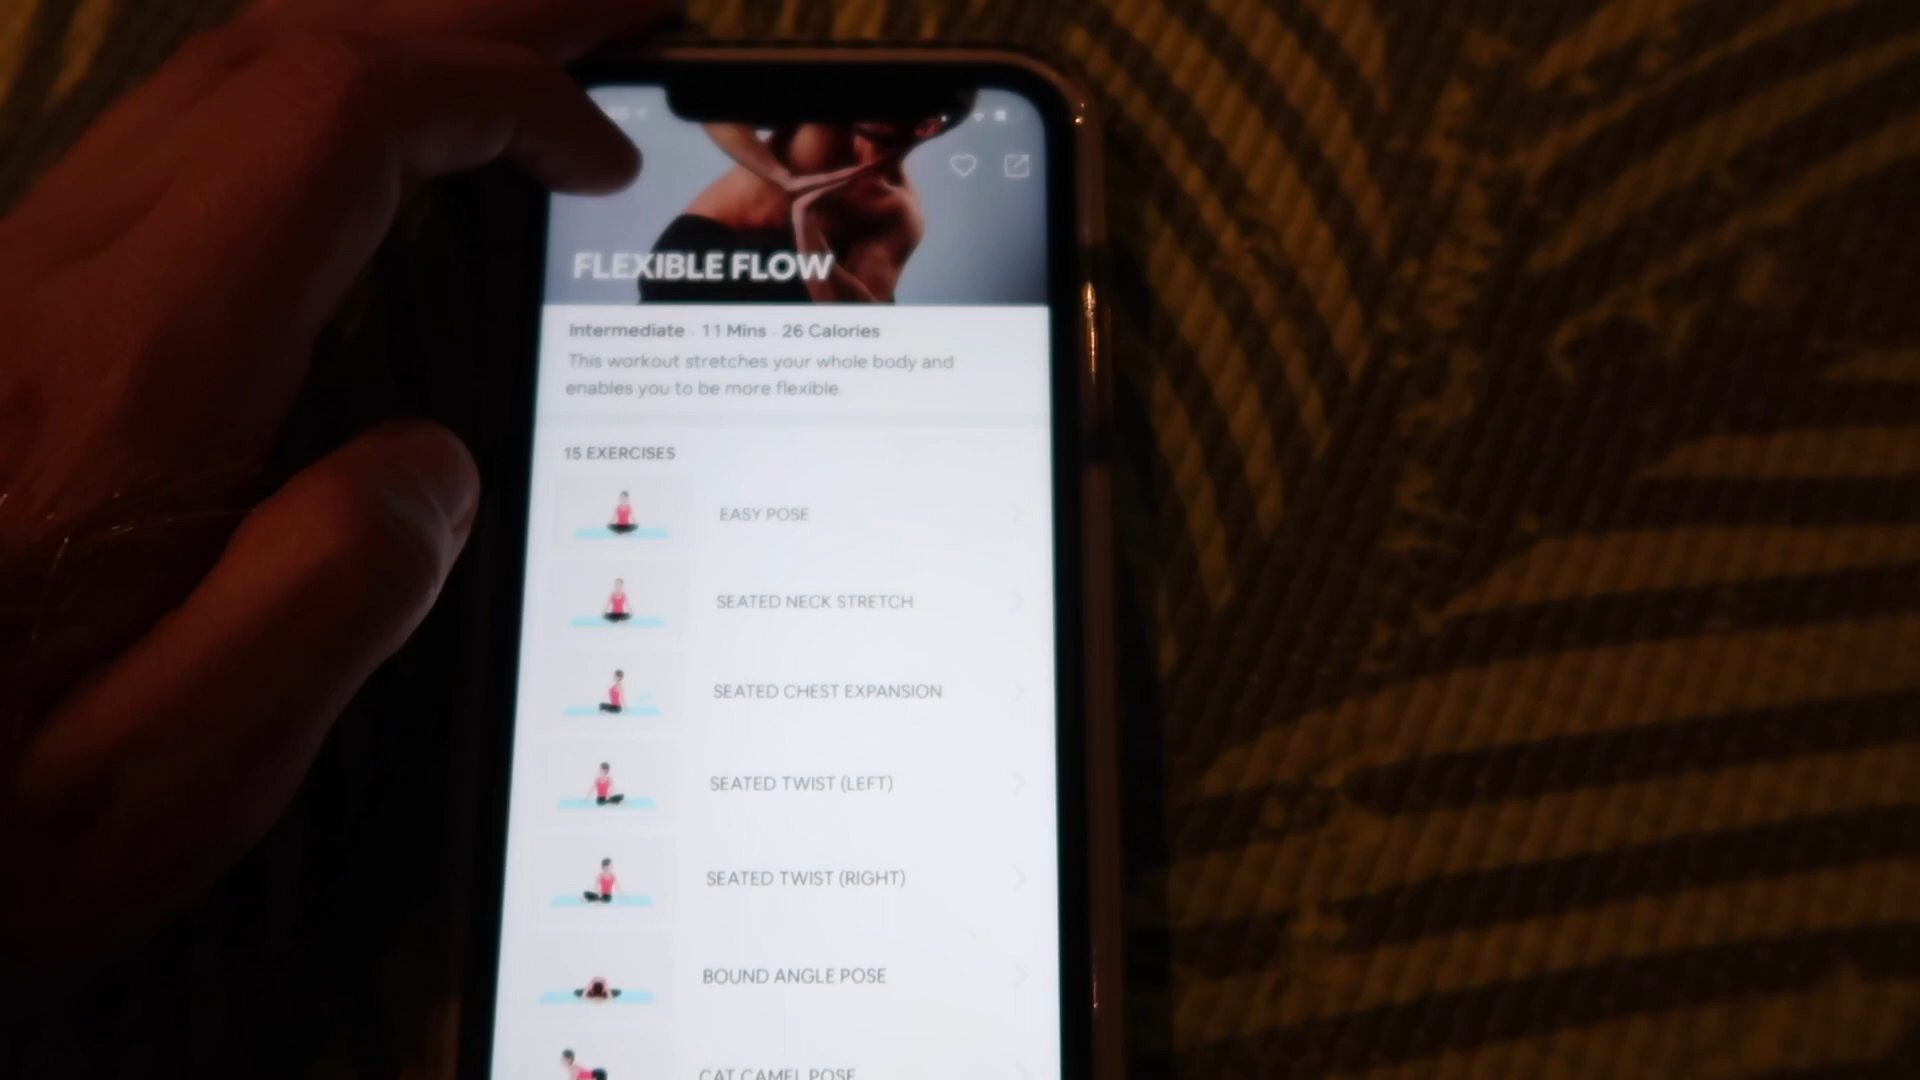 FLEXIBLE FLOW
Intermediate · 11 Mins · 26 Calories
This workout stretches your whole body and
enables you to be more flexible.
15 EXERCISES
EASY POSE
SEATED NECK STRETCH
SEATED CHEST EXPANSION
SEATED TWIST (LEFT)
SEATED TWIST (RIGHT)
BOUND ANGLE POSE
CAT CAMEL POSE